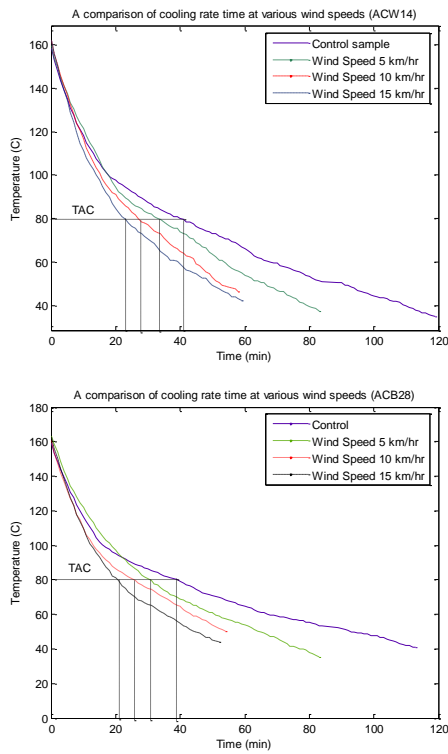 A comparison of cooling rate time at various wind speeds (ACW14)
160
140
120
100
80
60
40
Temperature (C)
TAC
Control sample
Wind Speed 5 km/hr
Wind Speed 10 km/hr
Wind Speed 15 km/hr
0 20 40 60 80 100 120
Time (min)
A comparison of cooling rate time at various wind speeds (ACB28)
180
160
140
120
100
80
60
40
20
0
Temperature (C)
TAC
Control
Wind Speed 5 km/hr
Wind Speed 10 km/hr
Wind Speed 15 km/hr
0 20 40 60 80 100 120
Time (min)